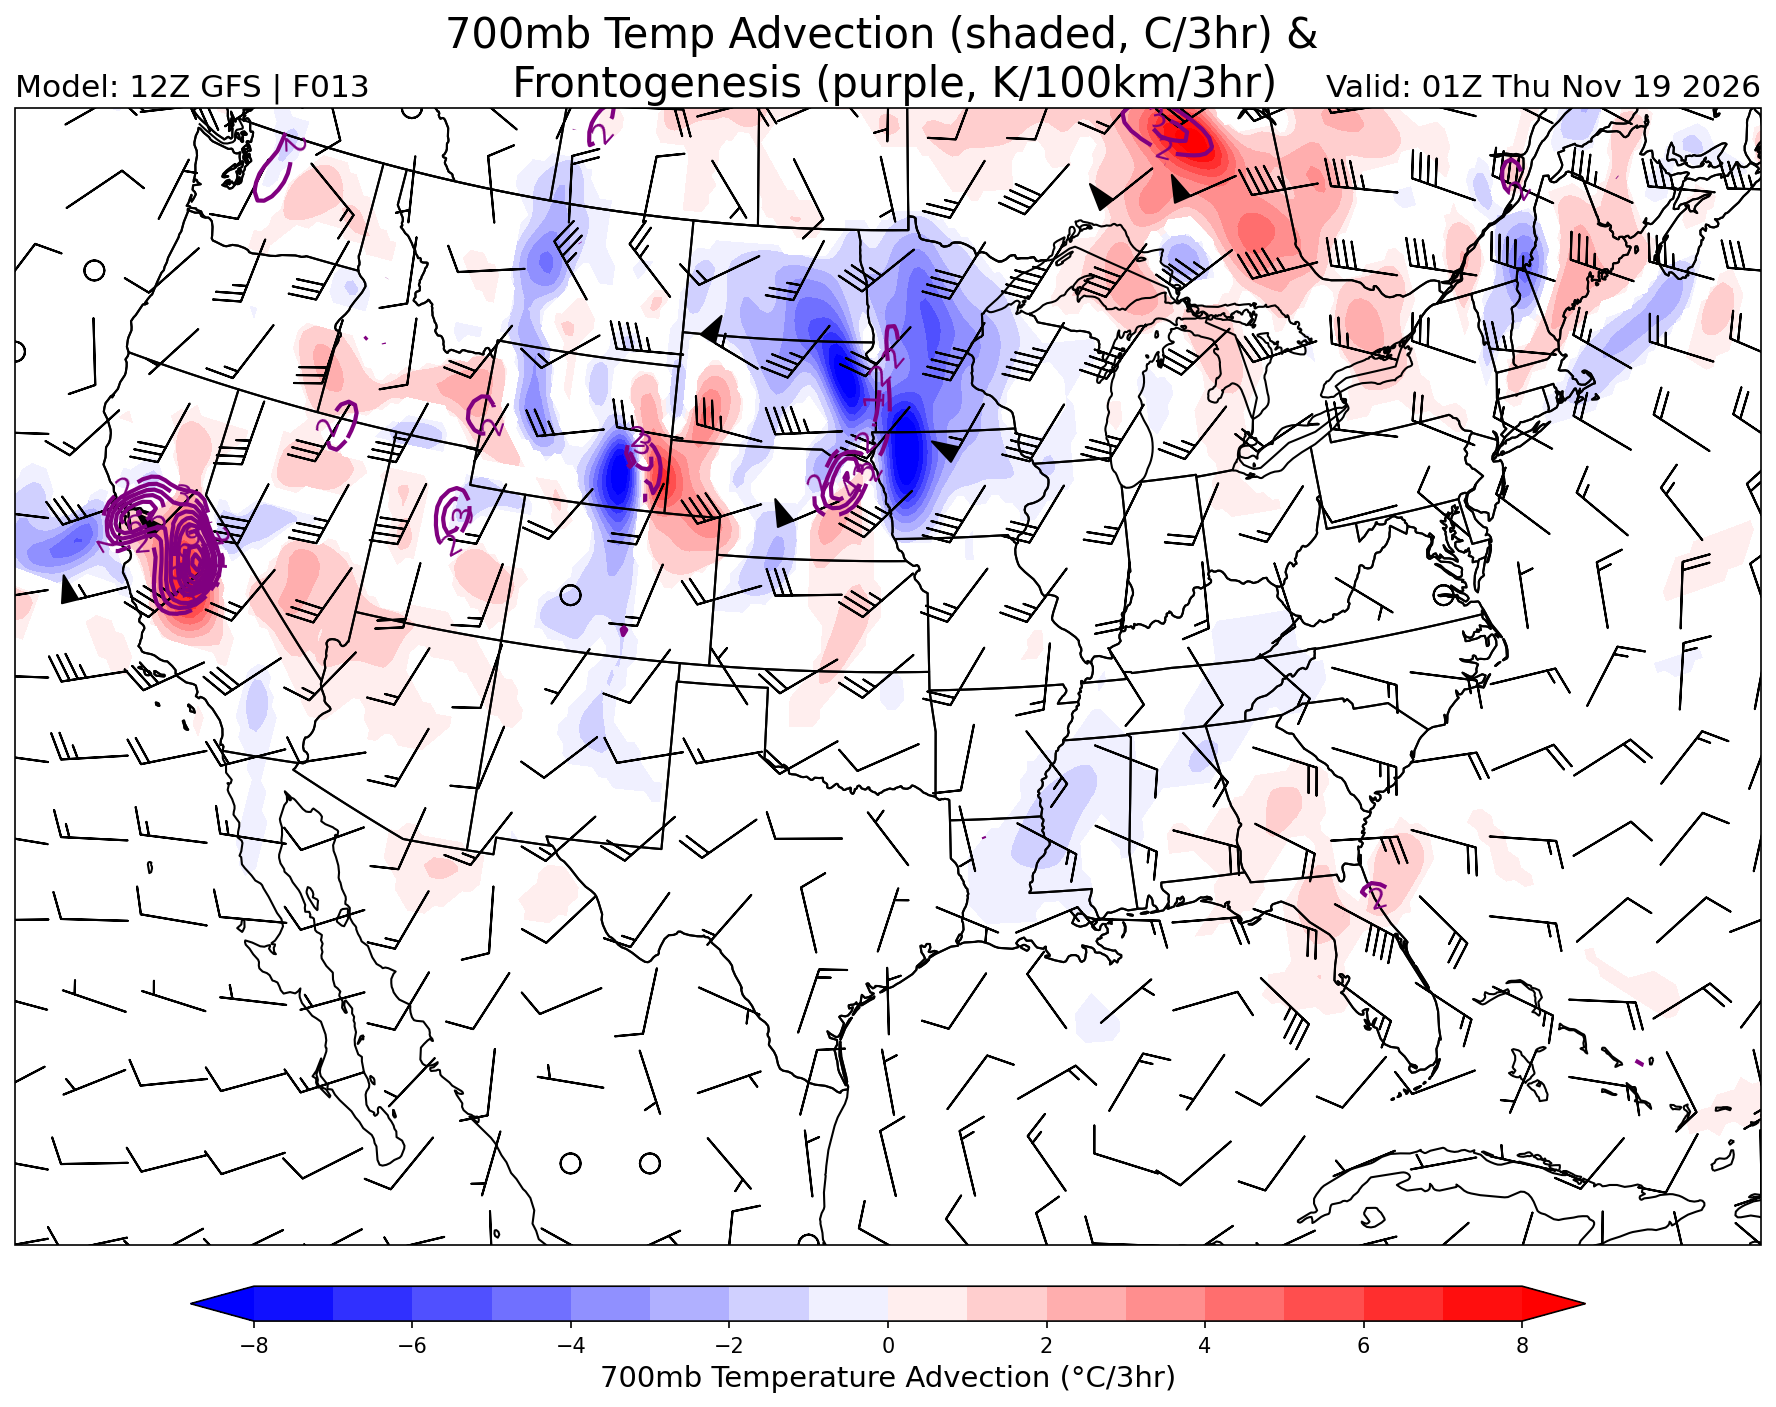 700mb Temp Advection (shaded, C/3hr) &
Frontogenesis (purple, K/100km/3hr)
Model: 12Z GFS | F013
Valid: 01Z Thu Nov 19 2026
−8 −6 −4 −2 0 2 4 6 8
700mb Temperature Advection (°C/3hr)